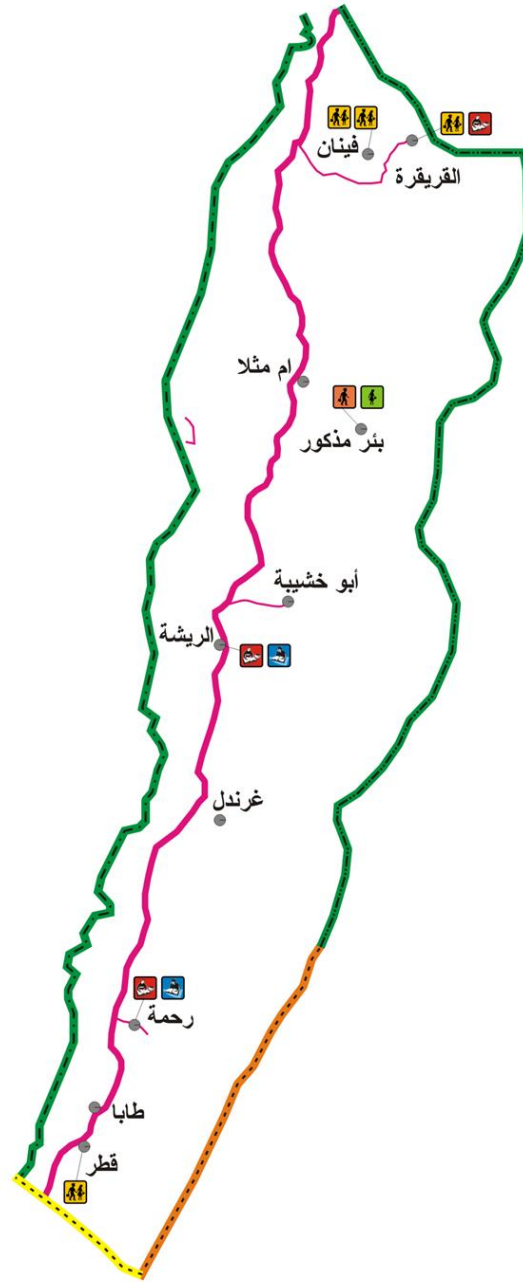 فينان
القريقرة
ام مثلا
بئر مذكور
أبو خشيبة
الريشة
غرندل
رحمة
طابا
قطر